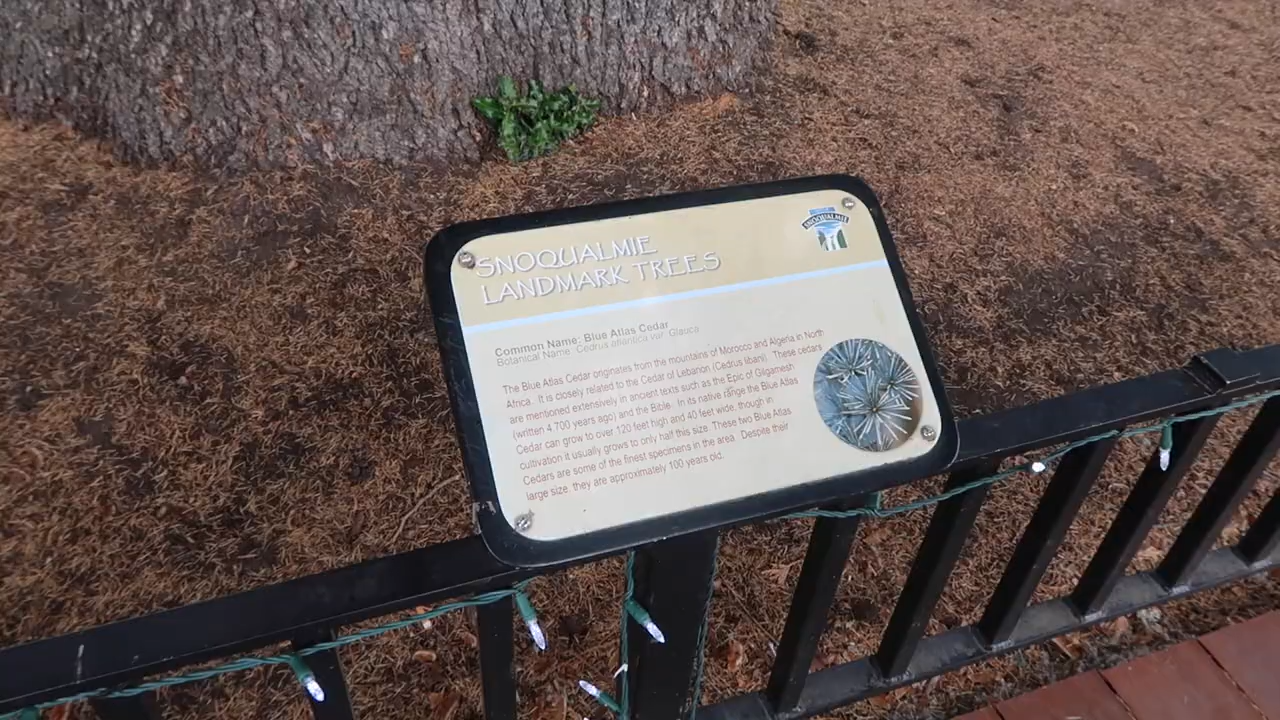 SNOQUALMIE
SNOQUALMIE
LANDMARK TREES
Common Name: Blue Atlas Cedar
Botanical Name: Cedrus atlantica var. Glauca
The Blue Atlas Cedar originates from the mountains of Morocco and Algeria in North
Africa. It is closely related to the Cedar of Lebanon (Cedrus libani). These cedars
are mentioned extensively in ancient texts such as the Epic of Gilgamesh
(written 4,700 years ago) and the Bible. In its native range the Blue Atlas
Cedar can grow to over 120 feet high and 40 feet wide, though in
cultivation it usually grows to only half this size. These two Blue Atlas
Cedars are some of the finest specimens in the area. Despite their
large size, they are approximately 100 years old.